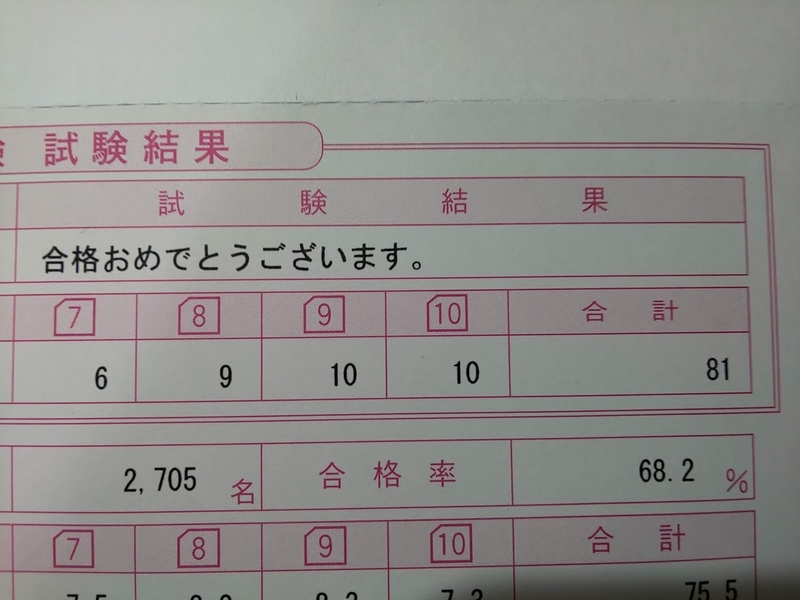 試験結果
試験結果
合格おめでとうございます。
7 8 9 10 合計
6 9 10 10 81
2,705 名 合格率 68.2 %
7 8 9 10 合計
75.5